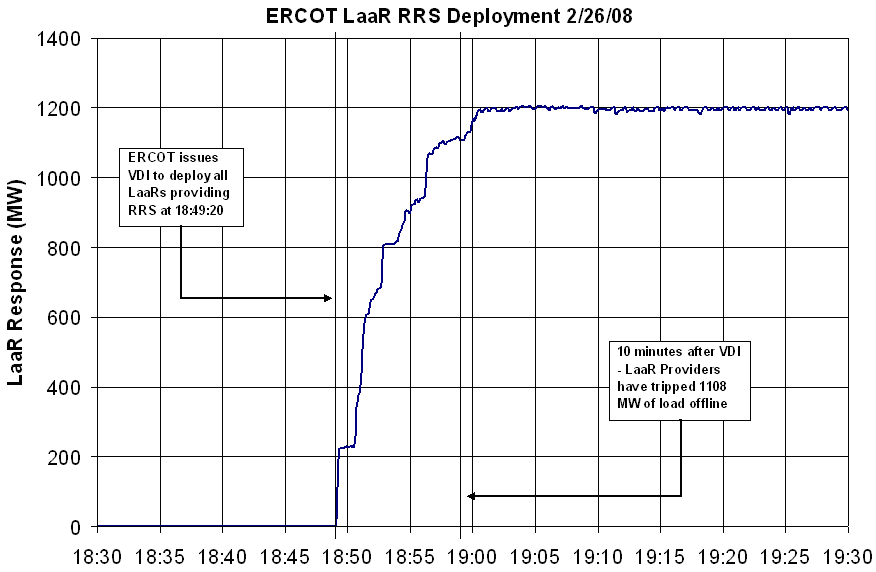 ERCOT LaaR RRS Deployment 2/26/08
LaaR Response (MW)
1400
1200
1000
800
600
400
200
0
ERCOT issues
VDI to deploy all
LaaRs providing
RRS at 18:49:20
10 minutes after VDI
- LaaR Providers
have tripped 1108
MW of load offline
18:30 18:35 18:40 18:45 18:50 18:55 19:00 19:05 19:10 19:15 19:20 19:25 19:30